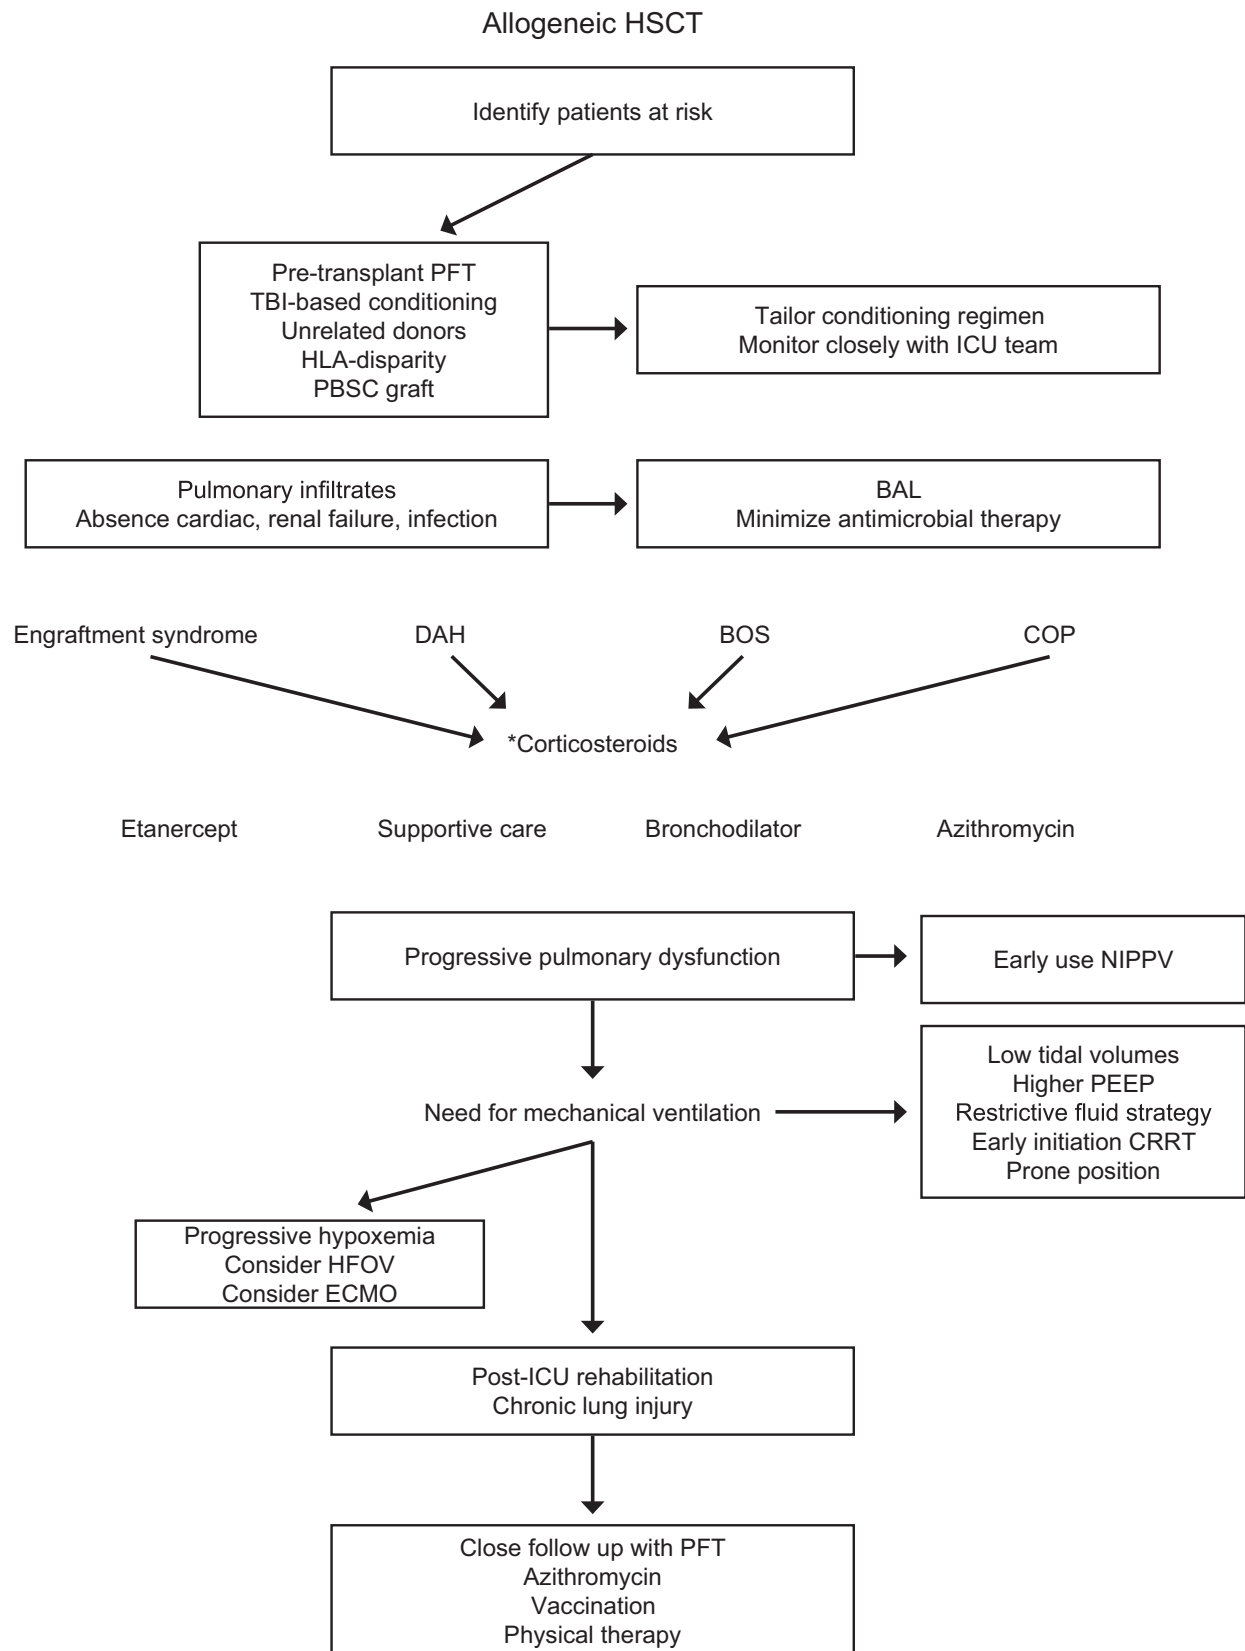 Allogeneic HSCT
Identify patients at risk
Pre-transplant PFT
TBI-based conditioning
Unrelated donors
HLA-disparity
PBSC graft
Tailor conditioning regimen
Monitor closely with ICU team
Pulmonary infiltrates
Absence cardiac, renal failure, infection
BAL
Minimize antimicrobial therapy
Engraftment syndrome
DAH
BOS
COP
*Corticosteroids
Etanercept
Supportive care
Bronchodilator
Azithromycin
Progressive pulmonary dysfunction
Early use NIPPV
Need for mechanical ventilation
Low tidal volumes
Higher PEEP
Restrictive fluid strategy
Early initiation CRRT
Prone position
Progressive hypoxemia
Consider HFOV
Consider ECMO
Post-ICU rehabilitation
Chronic lung injury
Close follow up with PFT
Azithromycin
Vaccination
Physical therapy